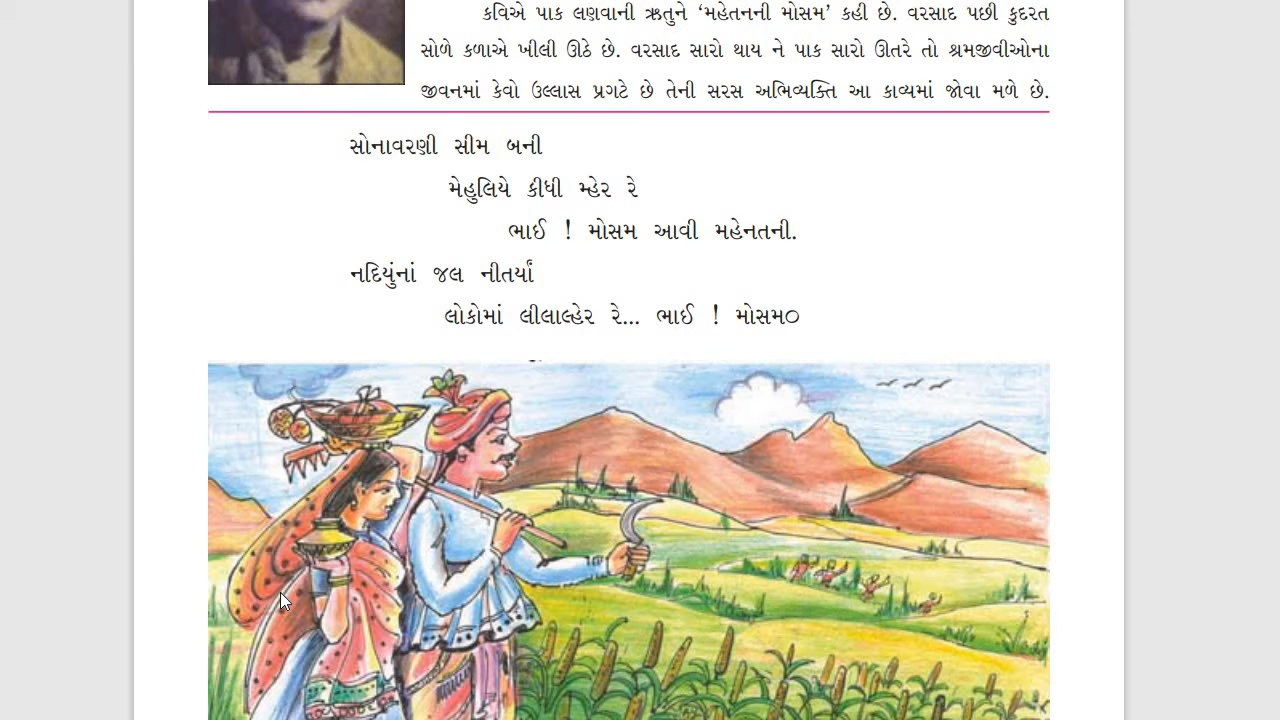 કવિએ પાક લણવાની ઋતુને ‘મહેતનની મોસમ’ કહી છે. વરસાદ પછી કુદરત
સોળે કળાએ ખીલી ઊઠે છે. વરસાદ સારો થાય ને પાક સારો ઊતરે તો શ્રમજીવીઓના
જીવનમાં કેવો ઉલ્લાસ પ્રગટે છે તેની સરસ અભિવ્યક્તિ આ કાવ્યમાં જોવા મળે છે.
સોનાવરણી સીમ બની
મેહુલિયે કીધી મ્હેર રે
ભાઈ ! મોસમ આવી મહેનતની.
નદિયુંનાં જલ નીતર્યાં
લોકોમાં લીલાલ્હેર રે... ભાઈ ! મોસમ૦